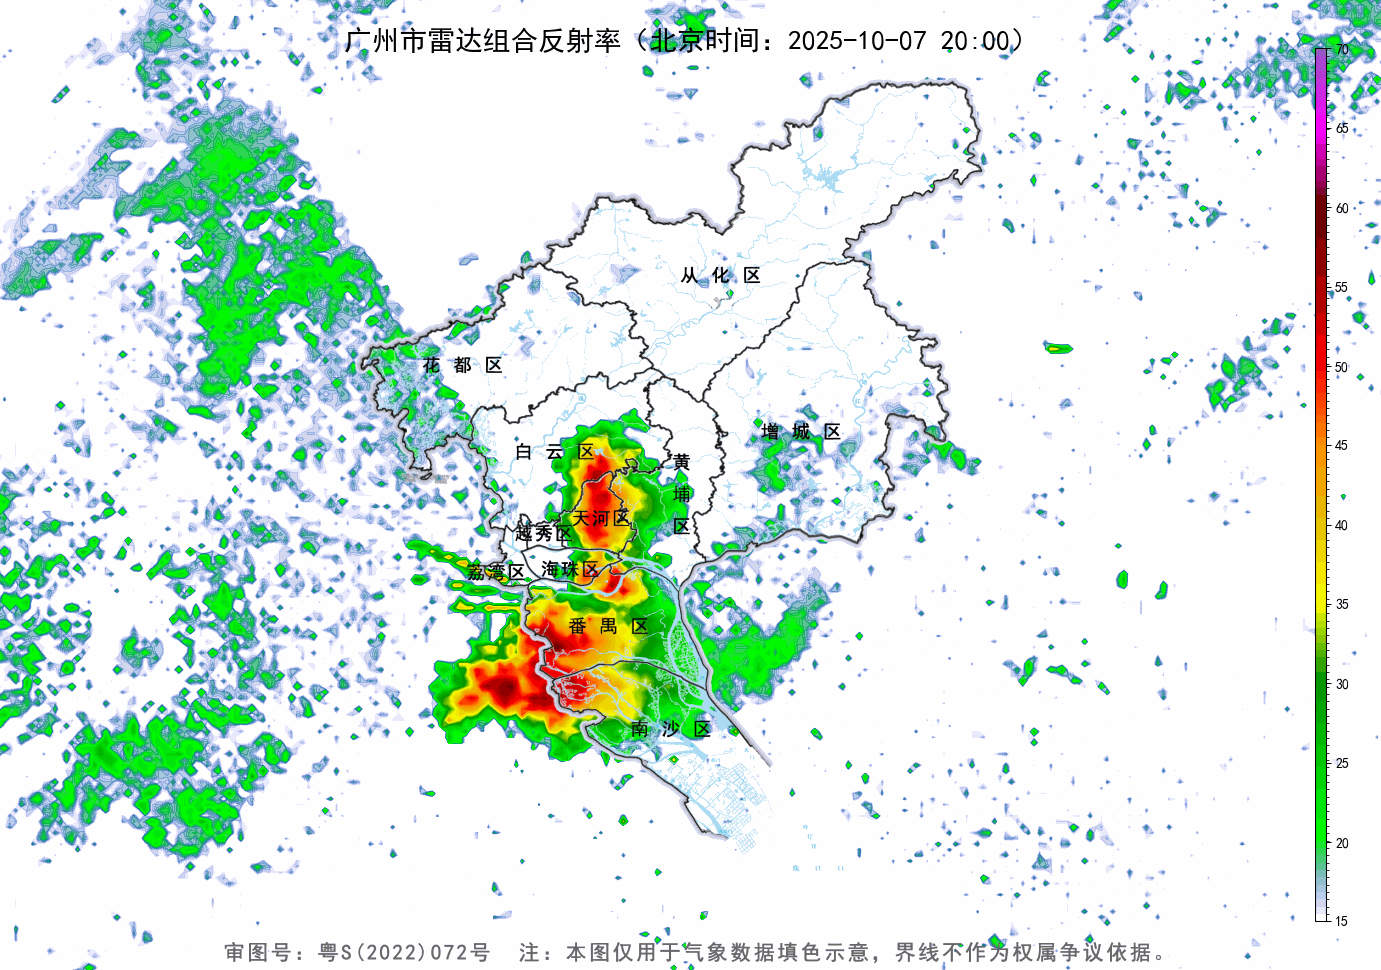 广州市雷达组合反射率（北京时间：2025-10-07 20:00）
70
65
60
55
50
45
40
35
30
25
20
15
从化区
花都区
增城区
白云区
黄埔区
天河区
越秀区
荔湾区
海珠区
番禺区
南沙区
审图号：粤S(2022)072号 注：本图仅用于气象数据填色示意，界线不作为权属争议依据。